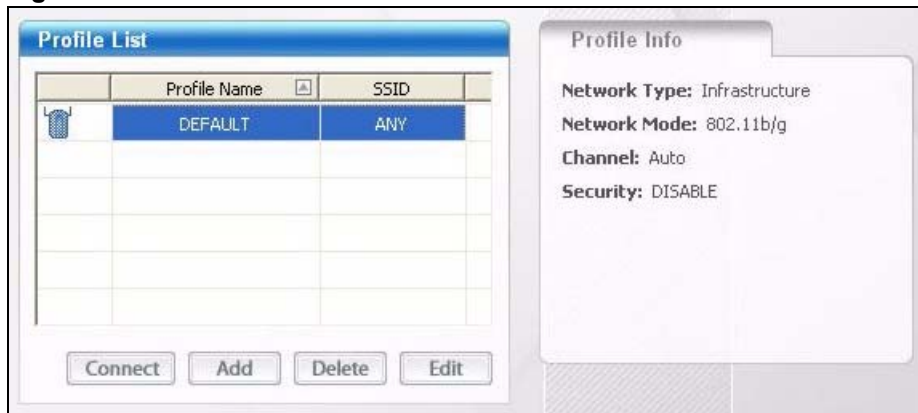 Profile List
Profile Name SSID
DEFAULT ANY
Connect Add Delete Edit
Profile Info
Network Type: Infrastructure
Network Mode: 802.11b/g
Channel: Auto
Security: DISABLE